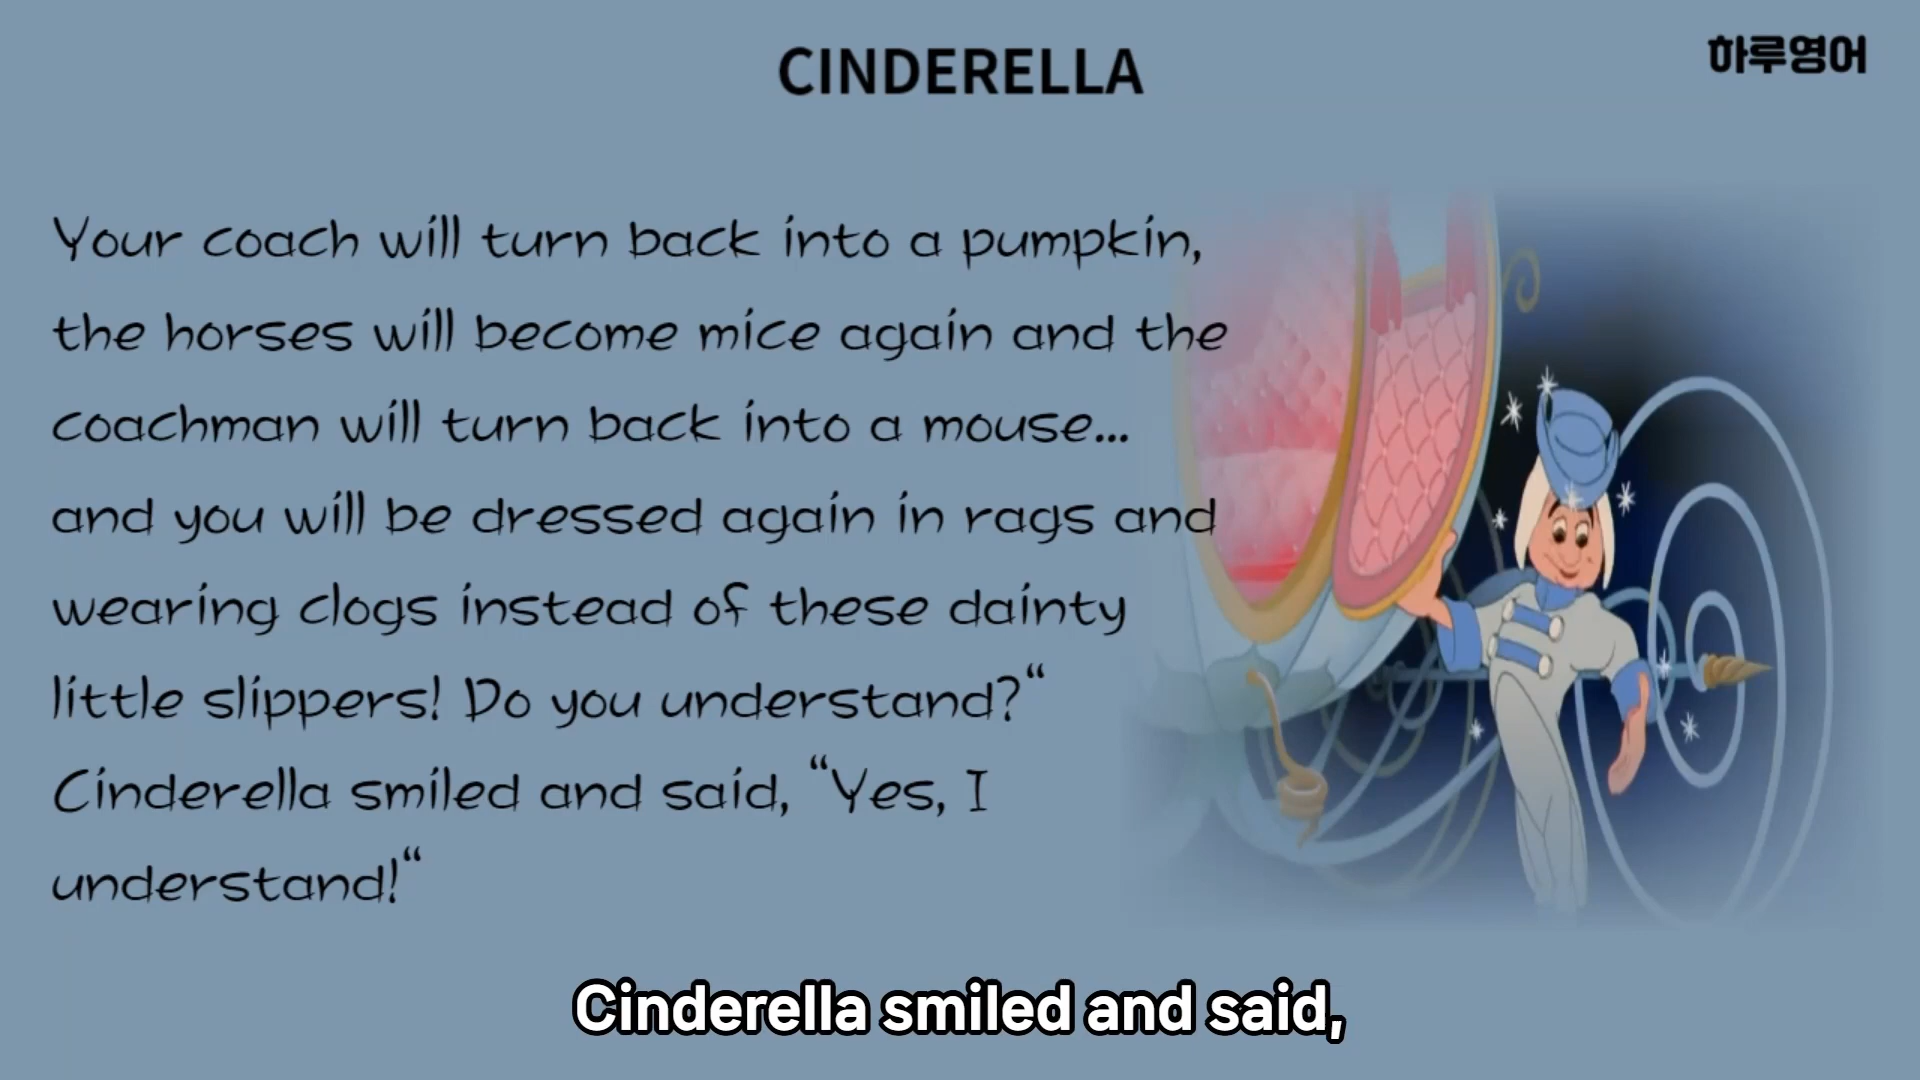 CINDERELLA
하루영어
Your coach will turn back into a pumpkin,
the horses will become mice again and the
coachman will turn back into a mouse...
and you will be dressed again in rags and
wearing clogs instead of these dainty
little slippers! Do you understand?“
Cinderella smiled and said, “Yes, I
understand!“
Cinderella smiled and said,